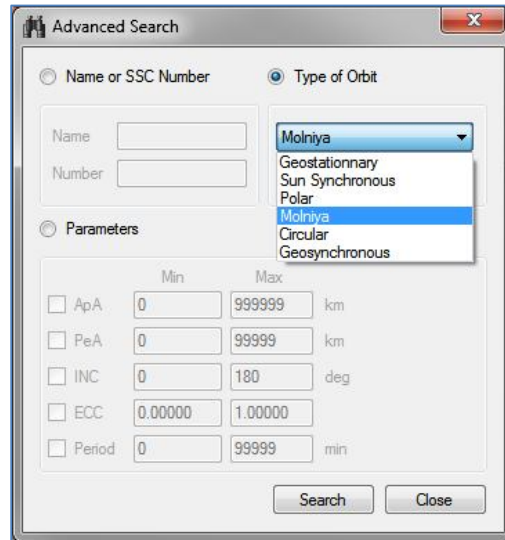 Advanced Search
Name or SSC Number
Type of Orbit
Name
Number
Molniya
Geostationnary
Sun Synchronous
Polar
Molniya
Circular
Geosynchronous
Parameters
Min Max
ApA 0 999999 km
PeA 0 99999 km
INC 0 180 deg
ECC 0.00000 1.00000
Period 0 99999 min
Search Close